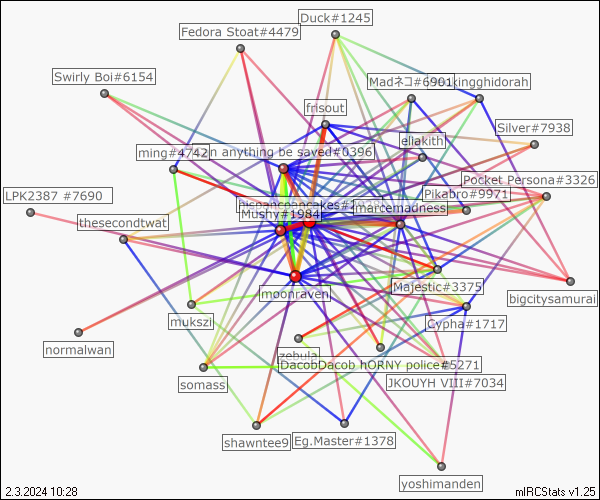 Duck#1245
Fedora Stoat#4479
Swirly Boi#6154
Madネコ#6901
kingghidorah
frisout
Silver#7938
ellakith
ming#4742
n anything be saved#0396
Pocket Persona#3326
Pikabro#9971
LPK2387 #7690
marcemadness
Mushy#1984
thesecondtwat
moonraven
Majestic#3375
bigcitysamurai
mukszi
Cypha#1717
normalwan
zebula
DacobDacob hORNY police#5271
somass
JKOUYH VIII#7034
shawntee9
Eg.Master#1378
yoshimanden
2.3.2024 10:28
mIRCStats v1.25